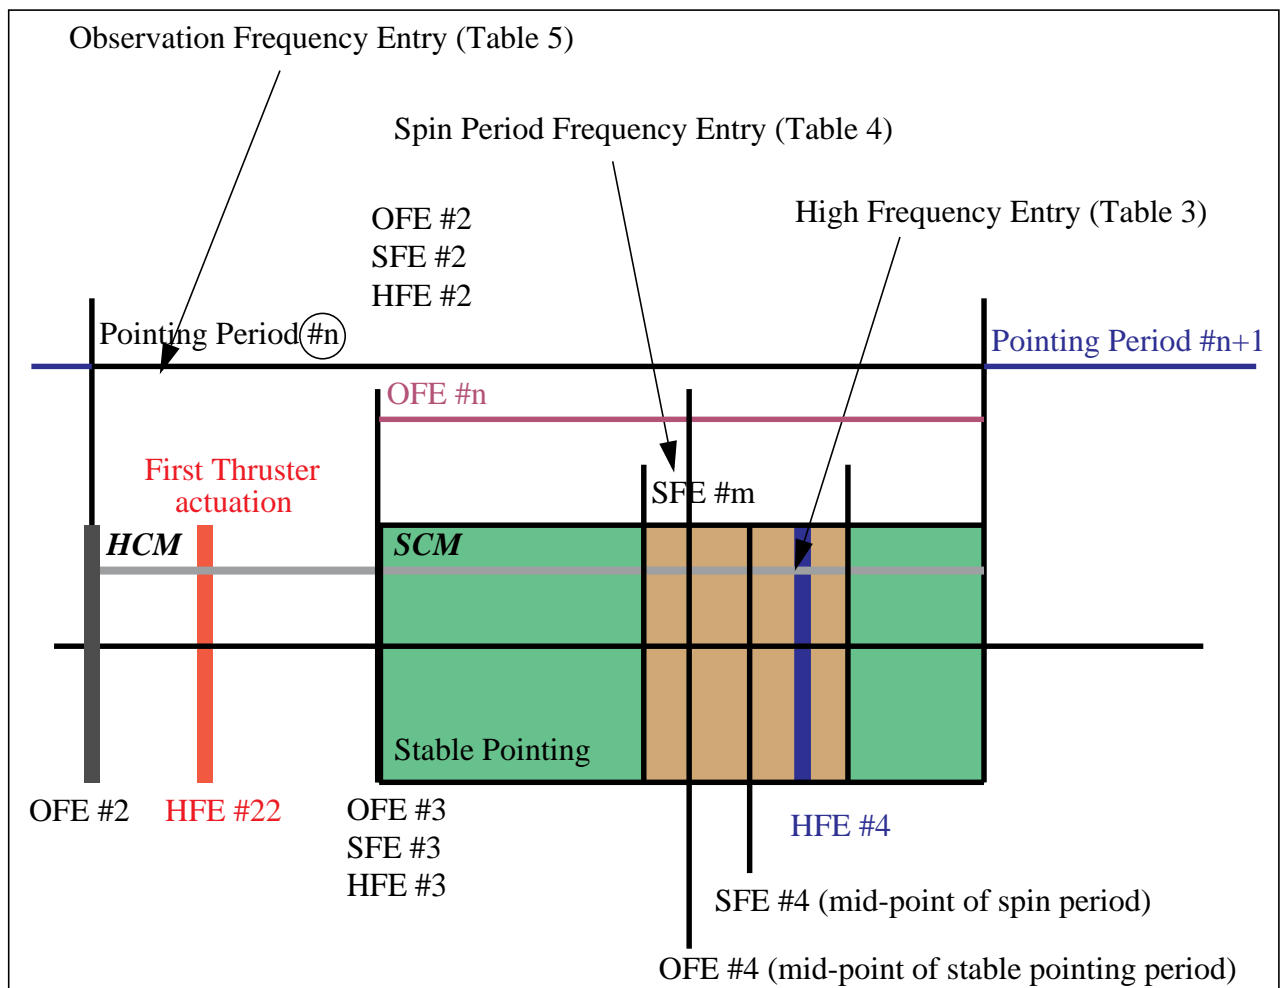 Observation Frequency Entry (Table 5)
Spin Period Frequency Entry (Table 4)
High Frequency Entry (Table 3)
OFE #2
SFE #2
HFE #2
Pointing Period #n
Pointing Period #n+1
OFE #n
First Thruster
actuation
SFE #m
HCM
SCM
Stable Pointing
OFE #2
HFE #22
OFE #3
SFE #3
HFE #3
HFE #4
SFE #4 (mid-point of spin period)
OFE #4 (mid-point of stable pointing period)